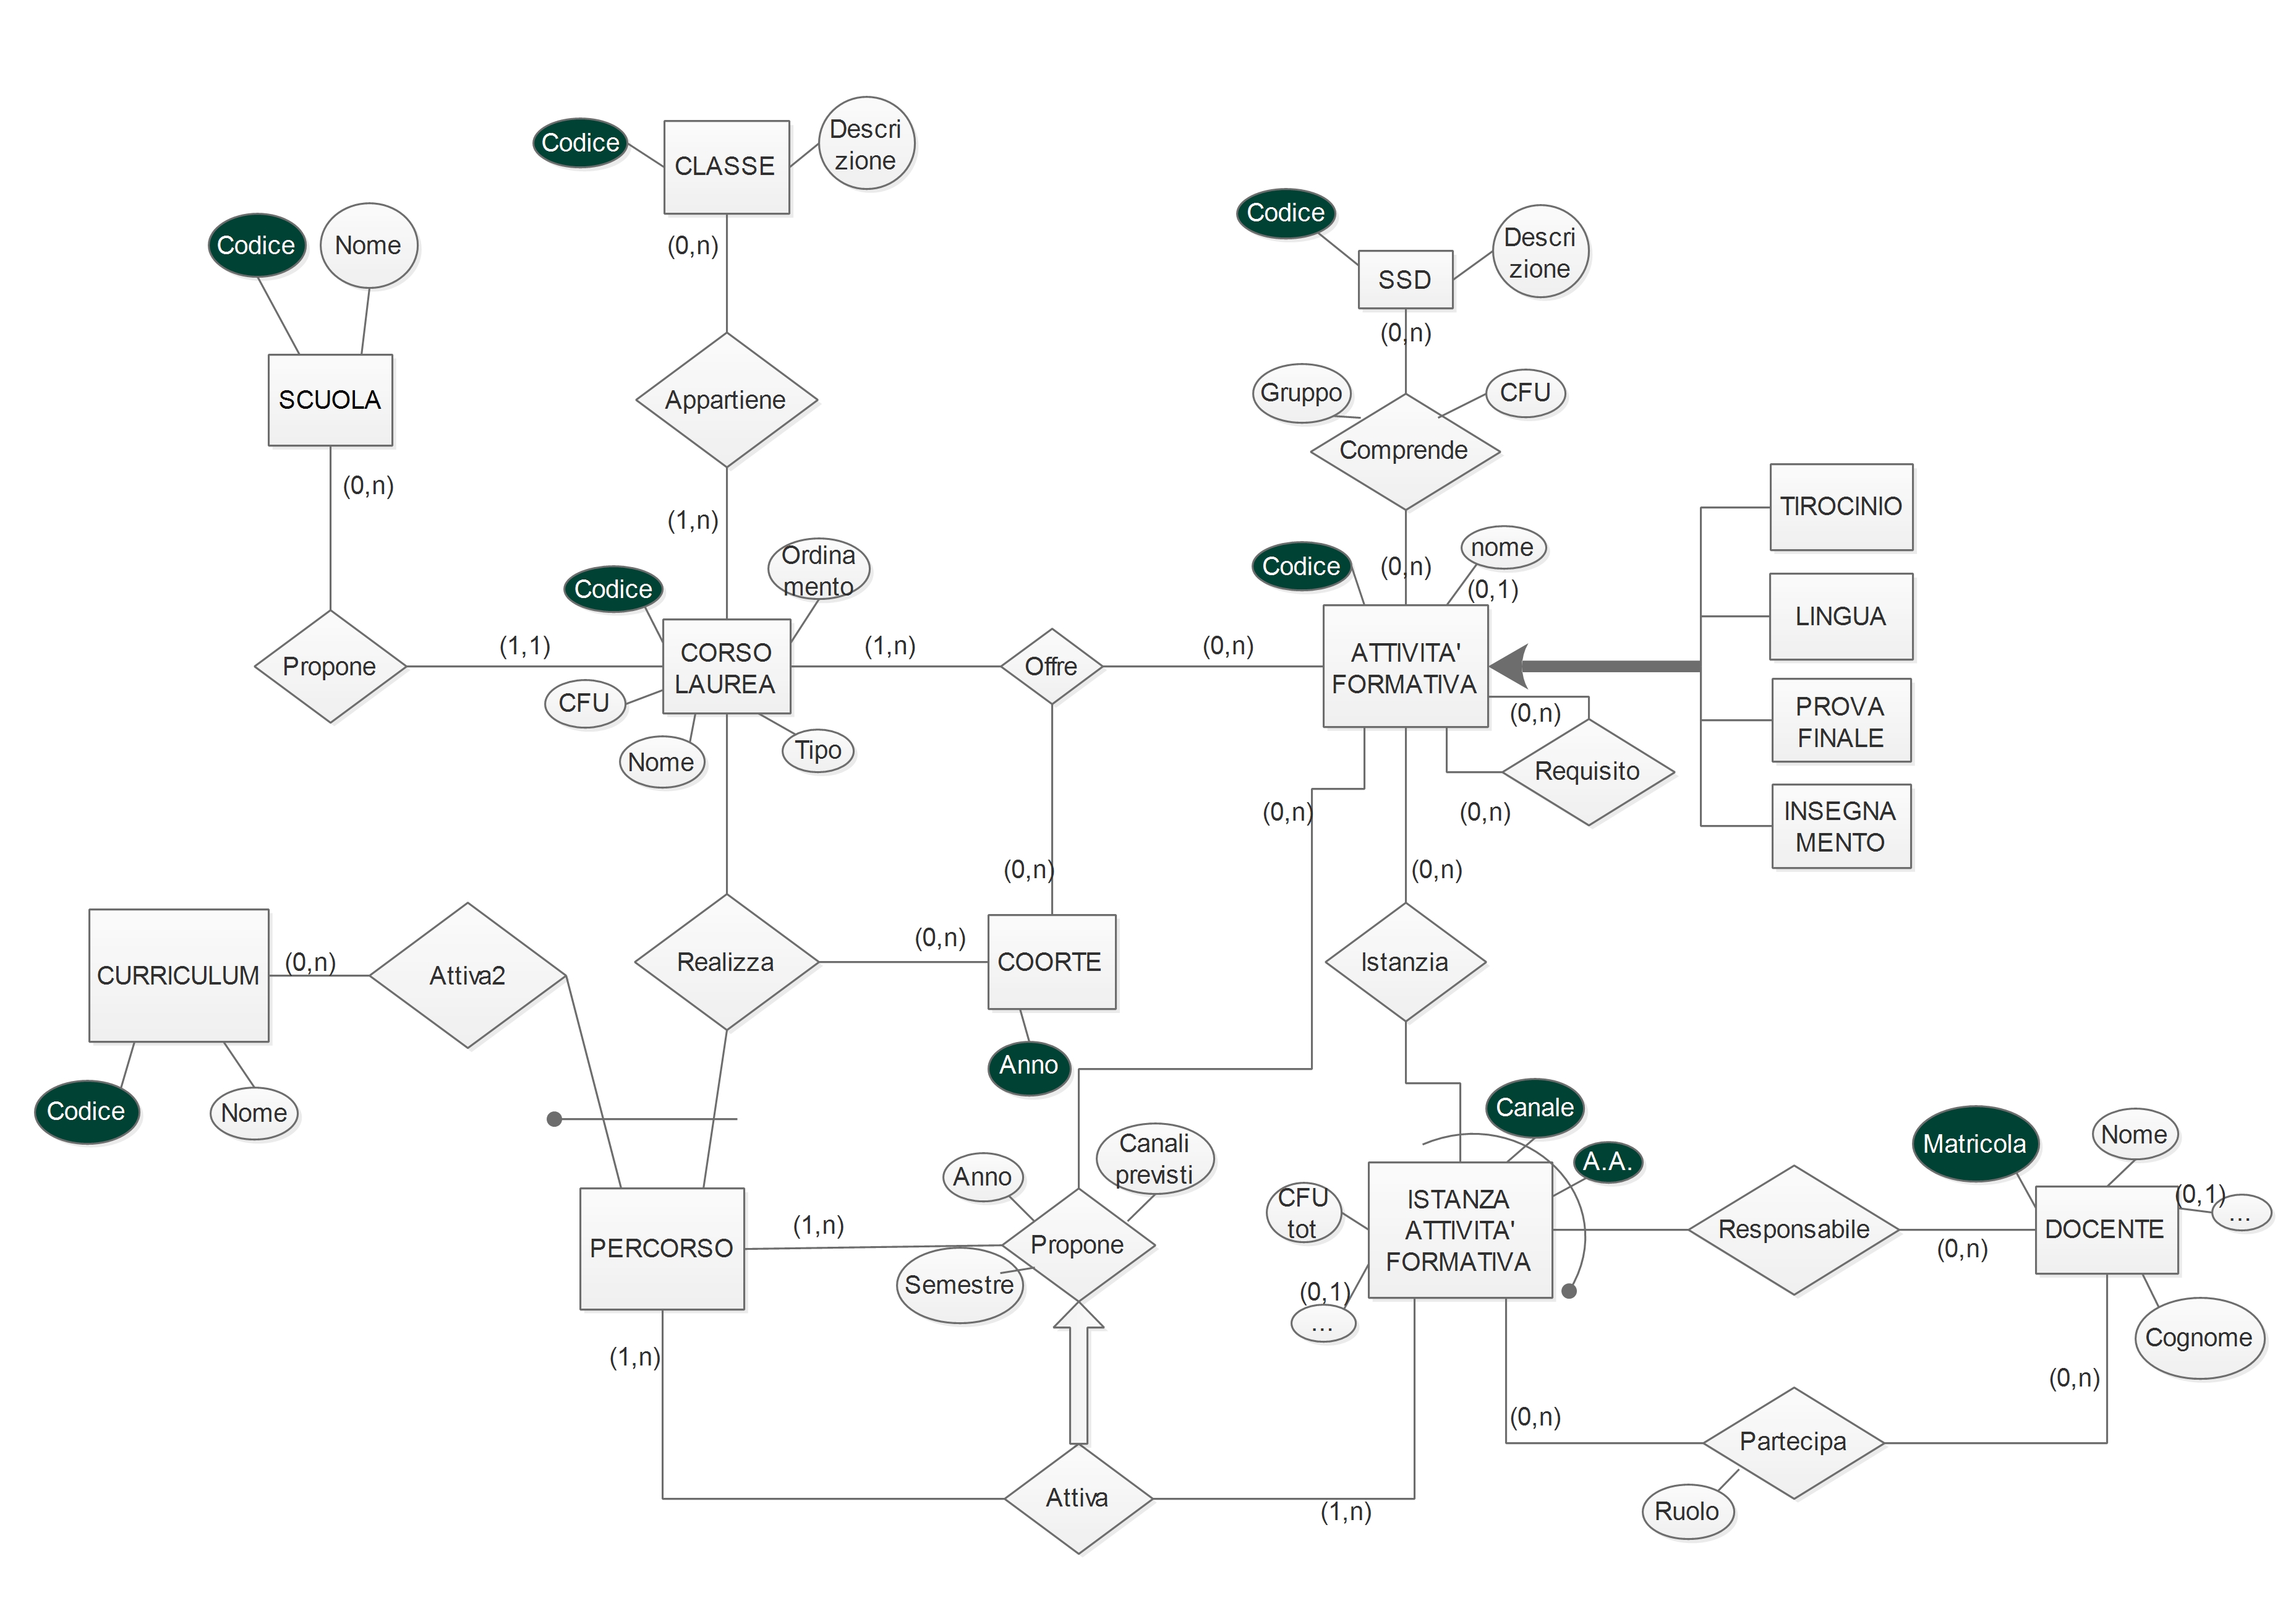 Codice
CLASSE
Descri
zione
(0,n)
Codice
Nome
SCUOLA
(0,n)
Appartiene
(1,n)
Codice
SSD
Descri
zione
(0,n)
Gruppo
CFU
Comprende
(0,n)
Codice
nome
(0,1)
TIROCINIO
LINGUA
PROVA
FINALE
INSEGNA
MENTO
Ordina
mento
Codice
Propone
(1,1)
CORSO
LAUREA
(1,n)
Offre
(0,n)
ATTIVITA'
FORMATIVA
CFU
Nome
Tipo
(0,n)
Requisito
(0,n)
(0,n)
(0,n)
(0,n)
CURRICULUM
(0,n)
Attiva2
Realizza
(0,n)
COORTE
Istanzia
Codice
Nome
Anno
Canale
A.A.
Matricola
Nome
(0,1)
...
Anno
Canali
previsti
PERCORSO
(1,n)
Propone
Semestre
CFU
tot
ISTANZA
ATTIVITA'
FORMATIVA
(0,1)
...
Responsabile
(0,n)
DOCENTE
Cognome
(1,n)
(0,n)
(0,n)
Partecipa
Ruolo
Attiva
(1,n)